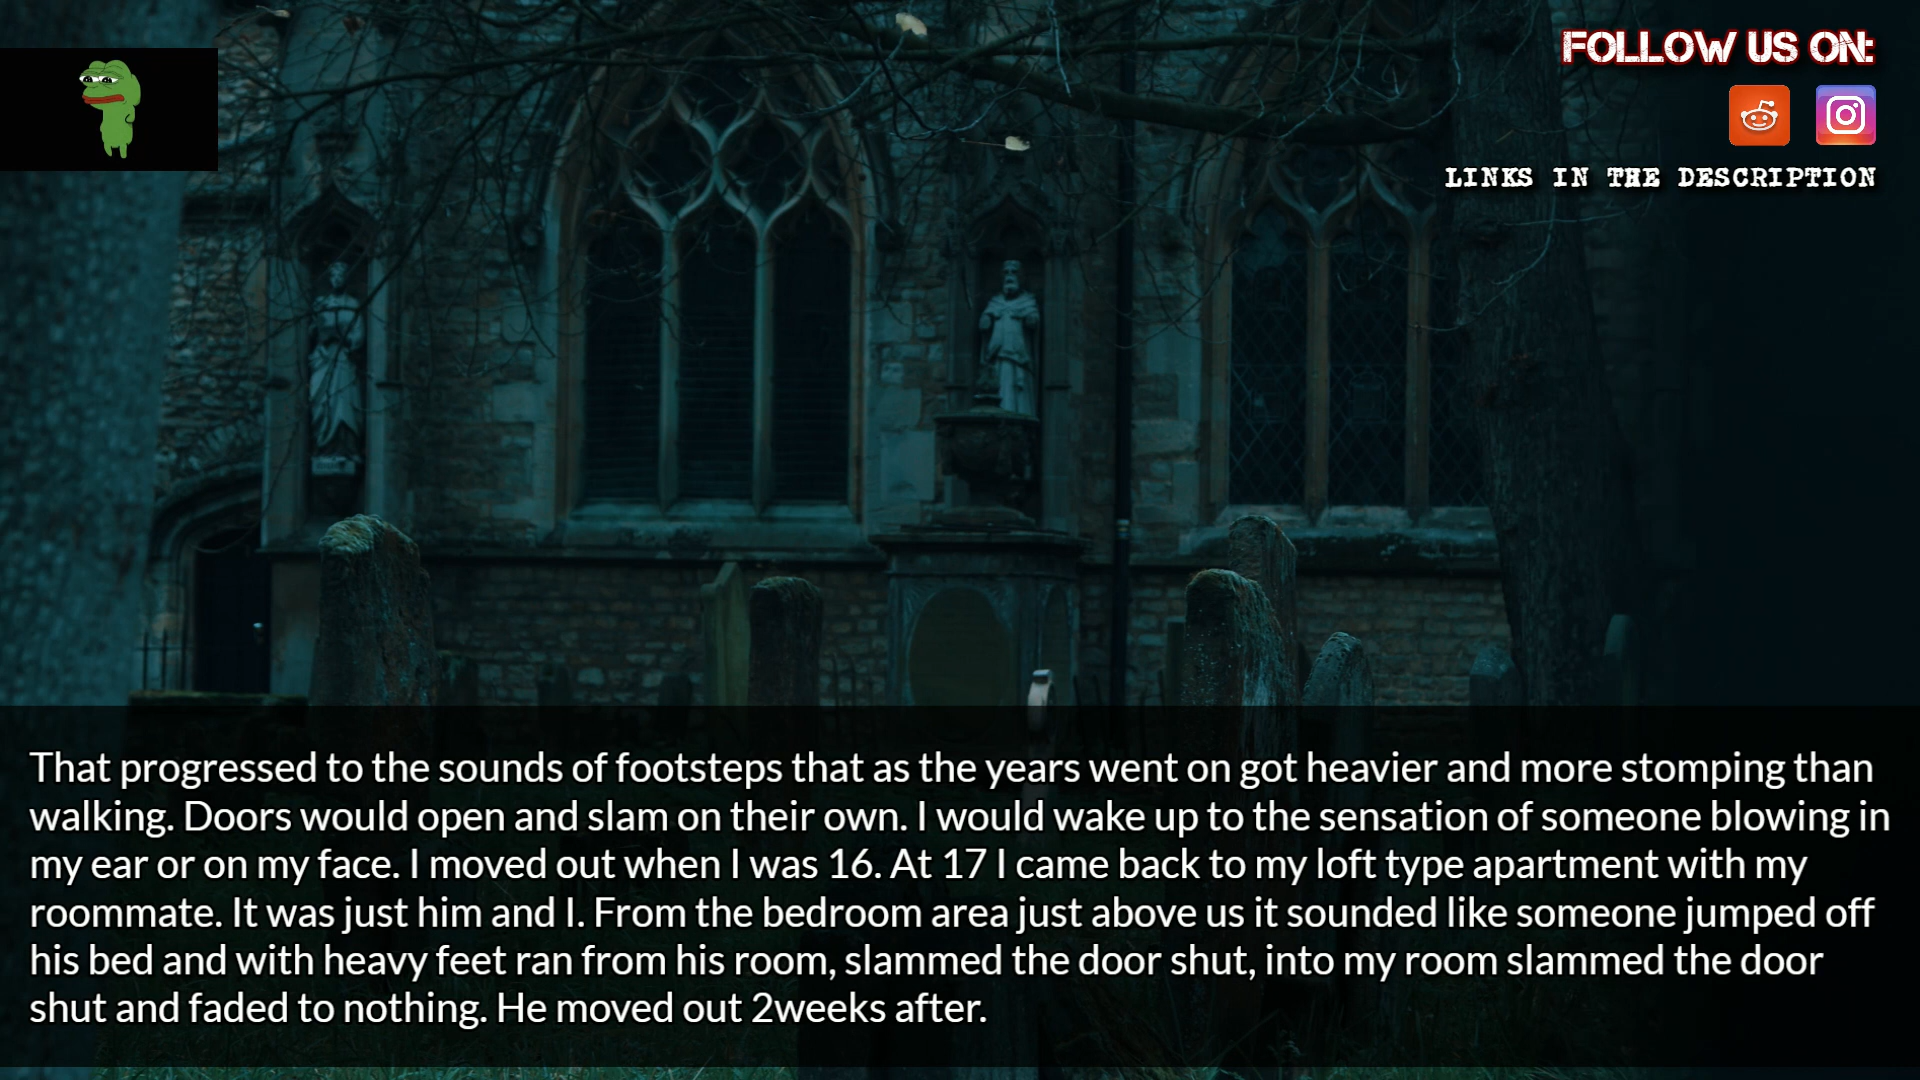 FOLLOW US ON:
LINKS IN THE DESCRIPTION
That progressed to the sounds of footsteps that as the years went on got heavier and more stomping than
walking. Doors would open and slam on their own. I would wake up to the sensation of someone blowing in
my ear or on my face. I moved out when I was 16. At 17 I came back to my loft type apartment with my
roommate. It was just him and I. From the bedroom area just above us it sounded like someone jumped off
his bed and with heavy feet ran from his room, slammed the door shut, into my room slammed the door
shut and faded to nothing. He moved out 2weeks after.